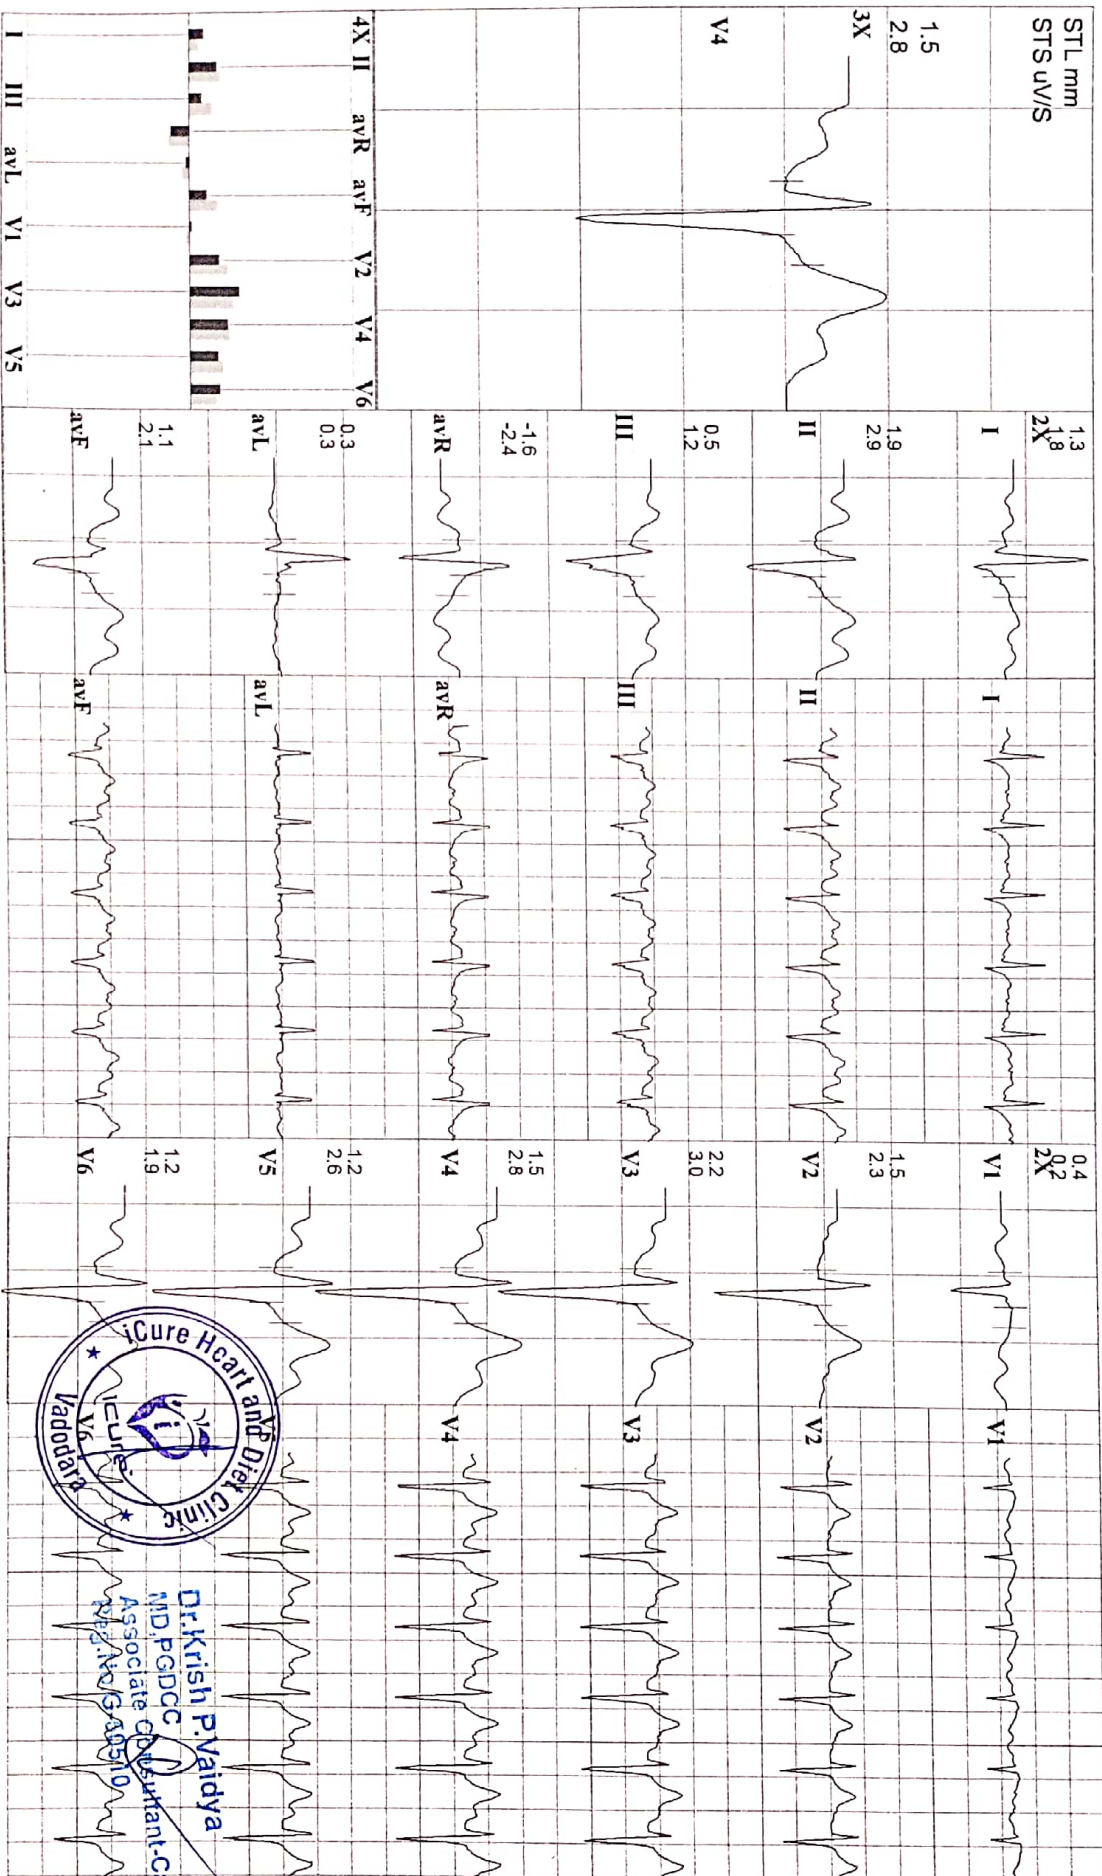 STL mm
STS uV/S
1.5
2.8
3X
V4
4X II avR avF V2 V4 V6
I III avL V1 V3 V5
1.3
1.8
2X
I
1.9
2.9
II
0.5
1.2
III
-1.6
-2.4
avR
0.3
0.3
avL
1.1
2.1
avF
I
II
III
avR
avL
avF
0.4
0.2
2X
V1
1.5
2.3
V2
2.2
3.0
V3
1.5
2.8
V4
1.2
2.6
V5
1.2
1.9
V6
V1
V2
V3
V4
V5
V6
iCure Heart and Diet Clinic
icure
Vadodara
Dr.Krish P.Vaidya
MD,PGDCC
Associate Consultant-C